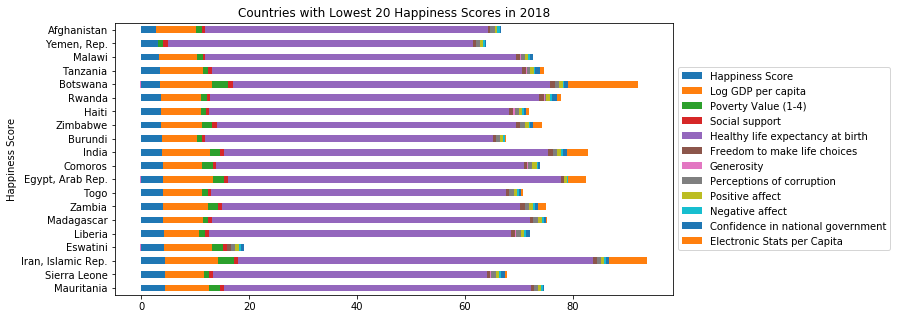 Countries with Lowest 20 Happiness Scores in 2018
Happiness Score
Afghanistan
Yemen, Rep.
Malawi
Tanzania
Botswana
Rwanda
Haiti
Zimbabwe
Burundi
India
Comoros
Egypt, Arab Rep.
Togo
Zambia
Madagascar
Liberia
Eswatini
Iran, Islamic Rep.
Sierra Leone
Mauritania
0 20 40 60 80
Happiness Score
Log GDP per capita
Poverty Value (1-4)
Social support
Healthy life expectancy at birth
Freedom to make life choices
Generosity
Perceptions of corruption
Positive affect
Negative affect
Confidence in national government
Electronic Stats per Capita